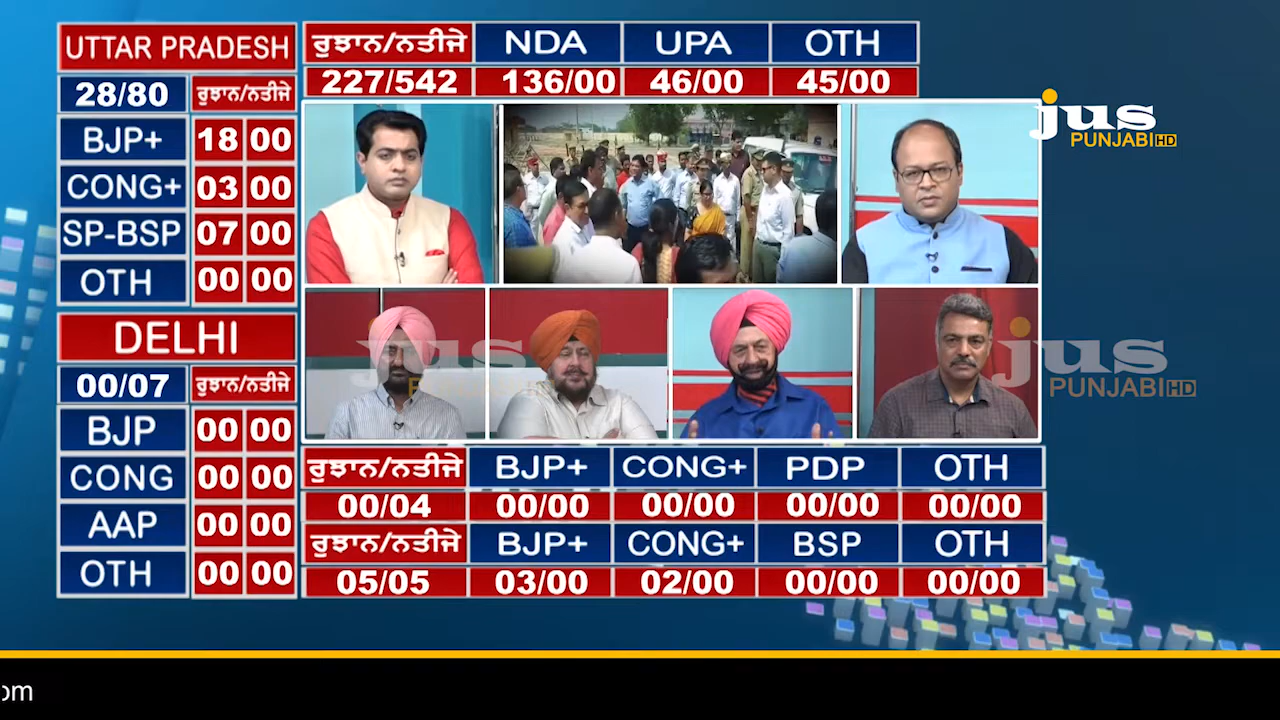 UTTAR PRADESH
28/80 ਰੁਝਾਨ/ਨਤੀਜੇ
BJP+ 18 00
CONG+ 03 00
SP-BSP 07 00
OTH 00 00
DELHI
00/07 ਰੁਝਾਨ/ਨਤੀਜੇ
BJP 00 00
CONG 00 00
AAP 00 00
OTH 00 00
ਰੁਝਾਨ/ਨਤੀਜੇ NDA UPA OTH
227/542 136/00 46/00 45/00
jus
PUNJABI HD
jus
jus
PUNJABI HD
ਰੁਝਾਨ/ਨਤੀਜੇ BJP+ CONG+ PDP OTH
00/04 00/00 00/00 00/00 00/00
ਰੁਝਾਨ/ਨਤੀਜੇ BJP+ CONG+ BSP OTH
05/05 03/00 02/00 00/00 00/00
om